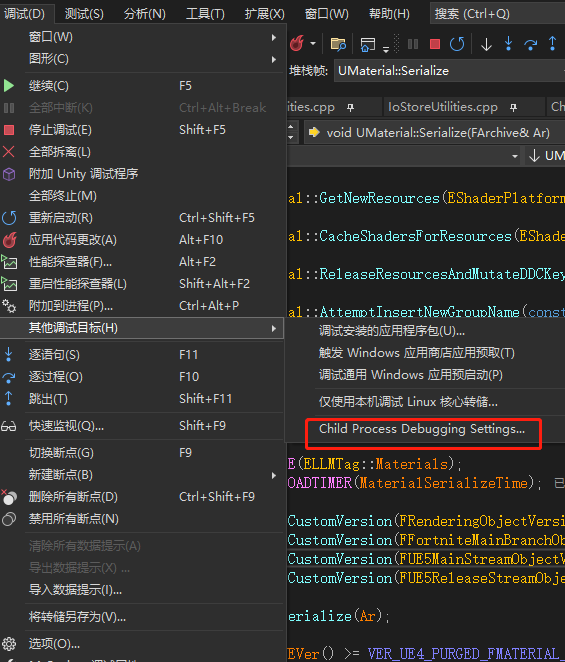 调试(D) 测试(S) 分析(N) 工具(T) 扩展(X) 窗口(W) 帮助(H) 搜索 (Ctrl+Q)
窗口(W)
图形(C)
继续(C) F5
全部中断(K) Ctrl+Alt+Break
停止调试(E) Shift+F5
全部拆离(L)
附加 Unity 调试程序
全部终止(M)
重新启动(R) Ctrl+Shift+F5
应用代码更改(A) Alt+F10
性能探查器(F)... Alt+F2
重启性能探查器(L) Shift+Alt+F2
附加到进程(P)... Ctrl+Alt+P
其他调试目标(H)
逐语句(S) F11
逐过程(O) F10
跳出(T) Shift+F11
快速监视(Q)... Shift+F9
切换断点(G) F9
新建断点(B)
删除所有断点(D) Ctrl+Shift+F9
禁用所有断点(N)
清除所有数据提示(A)
导出数据提示(X) ...
导入数据提示(I)...
将转储另存为(V)...
选项(O)...
堆栈帧: UMaterial::Serialize
ities.cpp IoStoreUtilities.cpp Ch
void UMaterial::Serialize(FArchive& Ar)
UM
al::GetNewResources(EShaderPlatform
al::CacheShadersForResources(EShade
al::ReleaseResourcesAndMutateDDCKey
al::AttemptInsertNewGroupName(const
调试安装的应用程序包(U)...
触发 Windows 应用商店应用预取(T)
调试通用 Windows 应用预启动(P)
仅使用本机调试 Linux 核心转储...
Child Process Debugging Settings...
E(ELLMTag::Materials);
OADTIMER(MaterialSerializeTime); 已
CustomVersion(FRenderingObjectVersi
CustomVersion(FFortniteMainBranchOb
CustomVersion(FUE5MainStreamObjectV
CustomVersion(FUE5ReleaseStreamObje
erialize(Ar);
EVer() >= VER_UE4_PURGED_FMATERIAL_